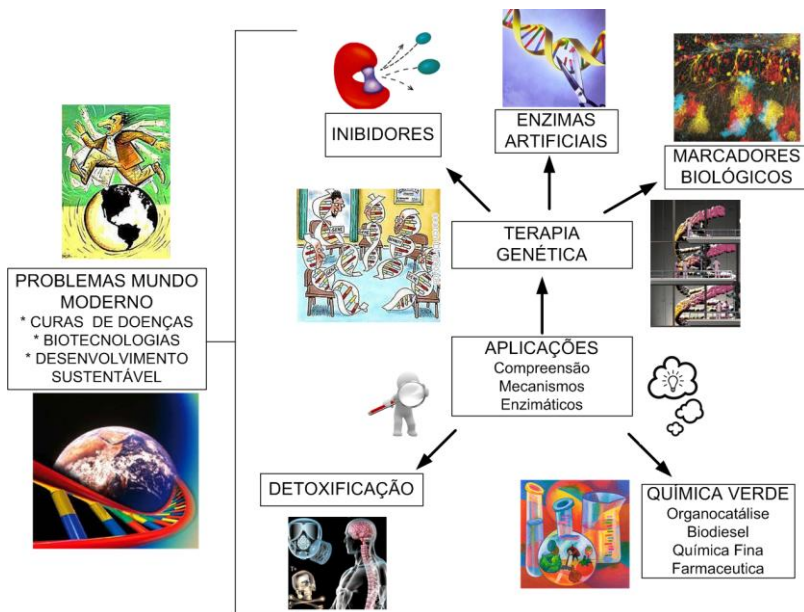 INIBIDORES
ENZIMAS
ARTIFICIAIS
MARCADORES
BIOLÓGICOS
TERAPIA
GENÉTICA
PROBLEMAS MUNDO
MODERNO
* CURAS DE DOENÇAS
* BIOTECNOLOGIAS
* DESENVOLVIMENTO
SUSTENTÁVEL
APLICAÇÕES
Compreensão
Mecanismos
Enzimáticos
DETOXIFICAÇÃO
QUÍMICA VERDE
Organocatálise
Biodiesel
Química Fina
Farmaceutica